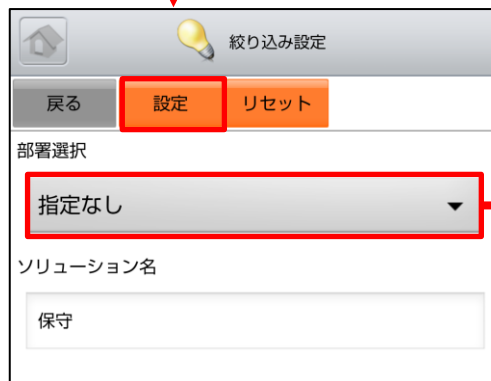 絞り込み設定
戻る 設定 リセット
部署選択
指定なし
ソリューション名
保守